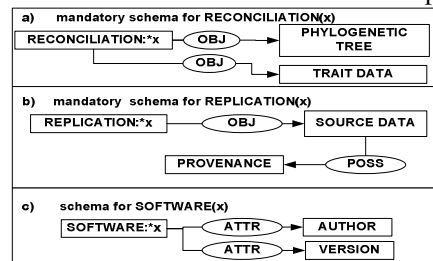 a) mandatory schema for RECONCILIATION(x)
RECONCILIATION:*x OBJ PHYLOGENETIC TREE
OBJ TRAIT DATA
b) mandatory schema for REPLICATION(x)
REPLICATION:*x OBJ SOURCE DATA
PROVENANCE POSS
c) schema for SOFTWARE(x)
SOFTWARE:*x ATTR AUTHOR
ATTR VERSION